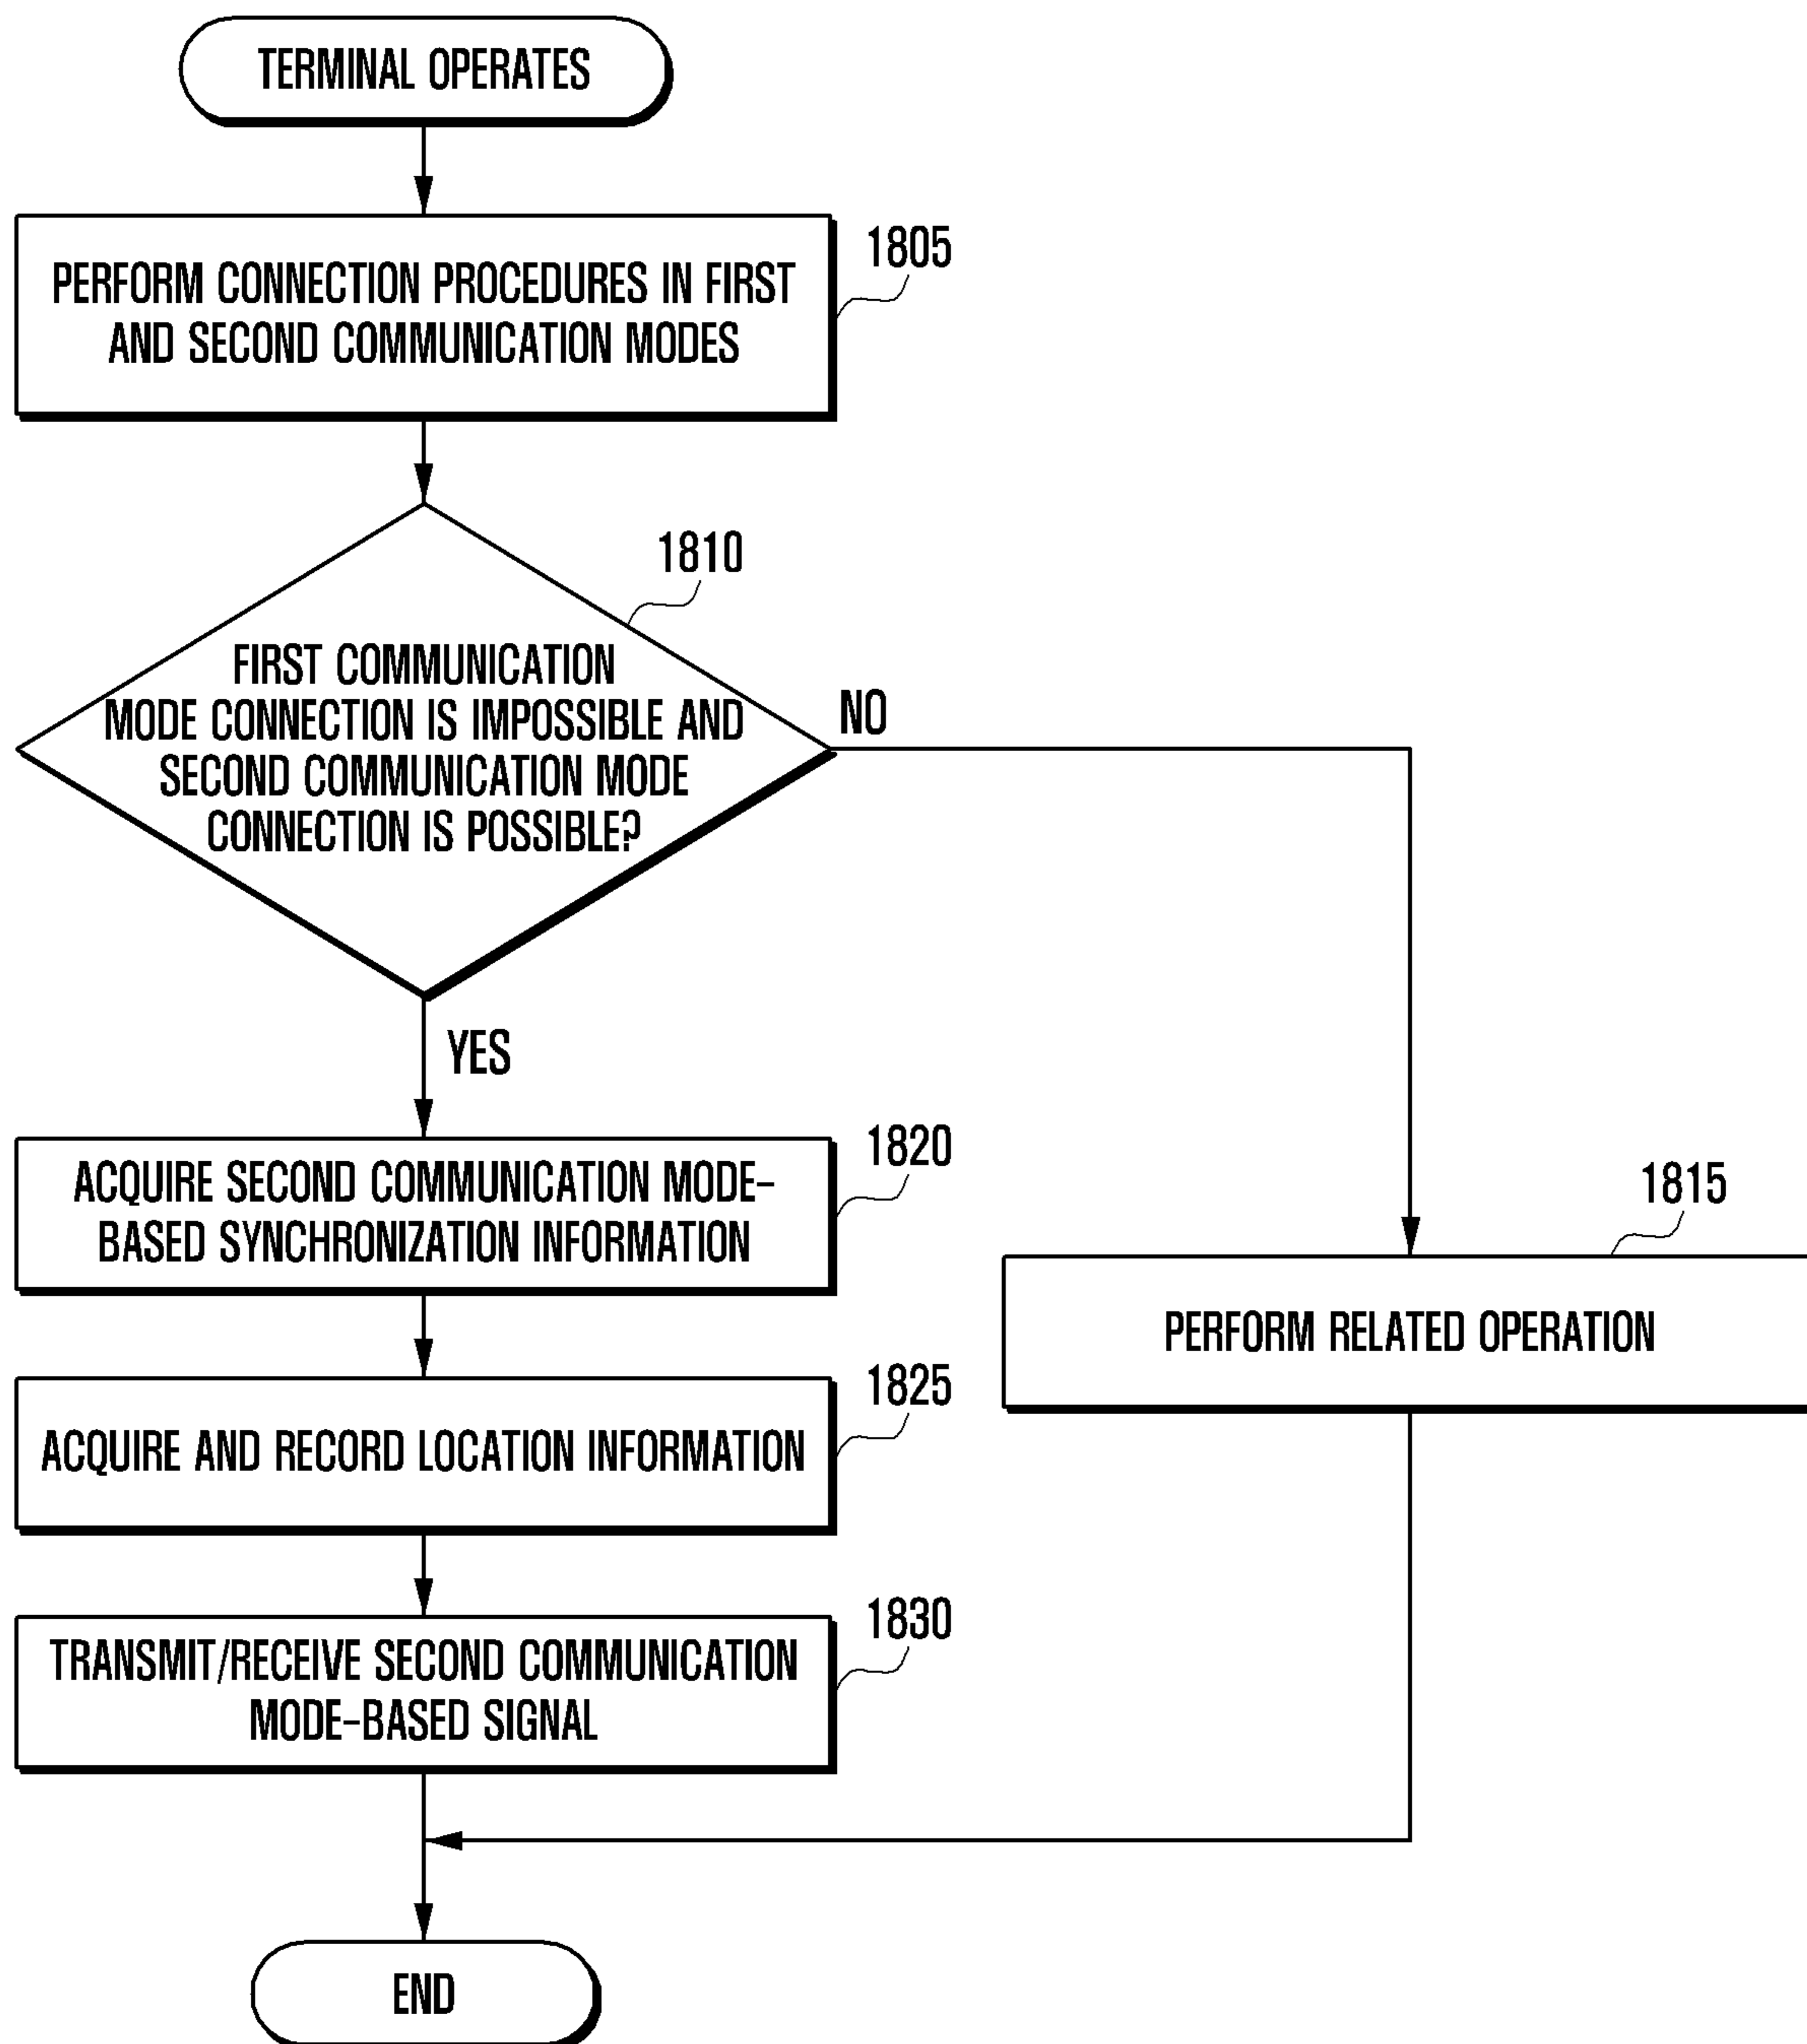 TERMINAL OPERATES
1805
PERFORM CONNECTION PROCEDURES IN FIRST
AND SECOND COMMUNICATION MODES
1810
FIRST COMMUNICATION
MODE CONNECTION IS IMPOSSIBLE AND
SECOND COMMUNICATION MODE
CONNECTION IS POSSIBLE?
NO
YES
1820
ACQUIRE SECOND COMMUNICATION MODE-
BASED SYNCHRONIZATION INFORMATION
1815
PERFORM RELATED OPERATION
1825
ACQUIRE AND RECORD LOCATION INFORMATION
1830
TRANSMIT/RECEIVE SECOND COMMUNICATION
MODE-BASED SIGNAL
END